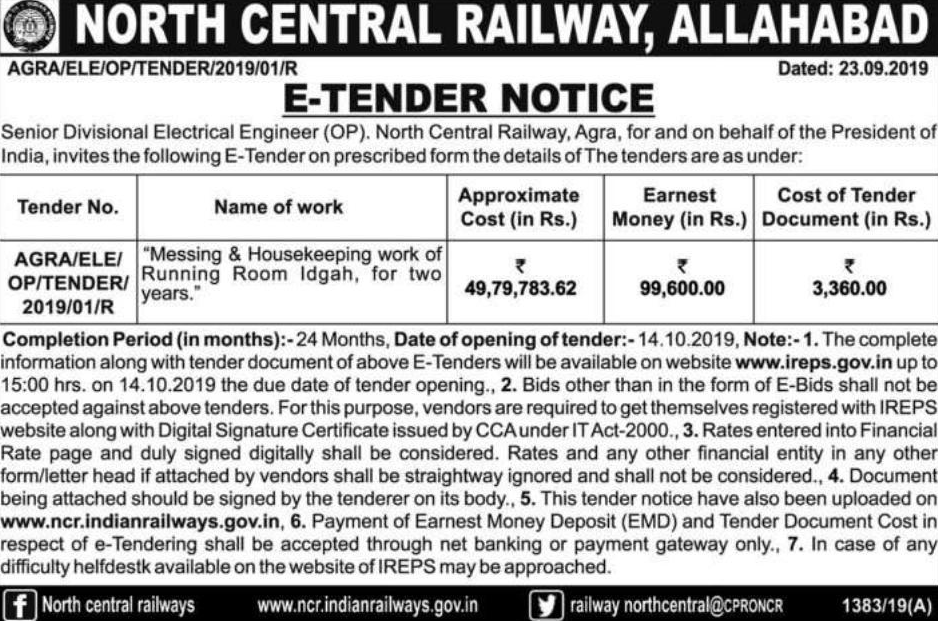 NORTH CENTRAL RAILWAY, ALLAHABAD
AGRA/ELE/OP/TENDER/2019/01/R Dated: 23.09.2019
E-TENDER NOTICE
Senior Divisional Electrical Engineer (OP). North Central Railway, Agra, for and on behalf of the President of
India, invites the following E-Tender on prescribed form the details of The tenders are as under:
Tender No. Name of work Approximate Cost (in Rs.) Earnest Money (in Rs.) Cost of Tender Document (in Rs.)
AGRA/ELE/
OP/TENDER/
2019/01/R
“Messing & Housekeeping work of
Running Room Idgah, for two
years.”
₹
49,79,783.62
₹
99,600.00
₹
3,360.00
Completion Period (in months):- 24 Months, Date of opening of tender:- 14.10.2019, Note:- 1. The complete
information along with tender document of above E-Tenders will be available on website www.ireps.gov.in up to
15:00 hrs. on 14.10.2019 the due date of tender opening., 2. Bids other than in the form of E-Bids shall not be
accepted against above tenders. For this purpose, vendors are required to get themselves registered with IREPS
website along with Digital Signature Certificate issued by CCA under IT Act-2000., 3. Rates entered into Financial
Rate page and duly signed digitally shall be considered. Rates and any other financial entity in any other
form/letter head if attached by vendors shall be straightway ignored and shall not be considered., 4. Document
being attached should be signed by the tenderer on its body., 5. This tender notice have also been uploaded on
www.ncr.indianrailways.gov.in, 6. Payment of Earnest Money Deposit (EMD) and Tender Document Cost in
respect of e-Tendering shall be accepted through net banking or payment gateway only., 7. In case of any
difficulty helfdestk available on the website of IREPS may be approached.
f North central railways www.ncr.indianrailways.gov.in railway northcentral@CPRONCR 1383/19(A)